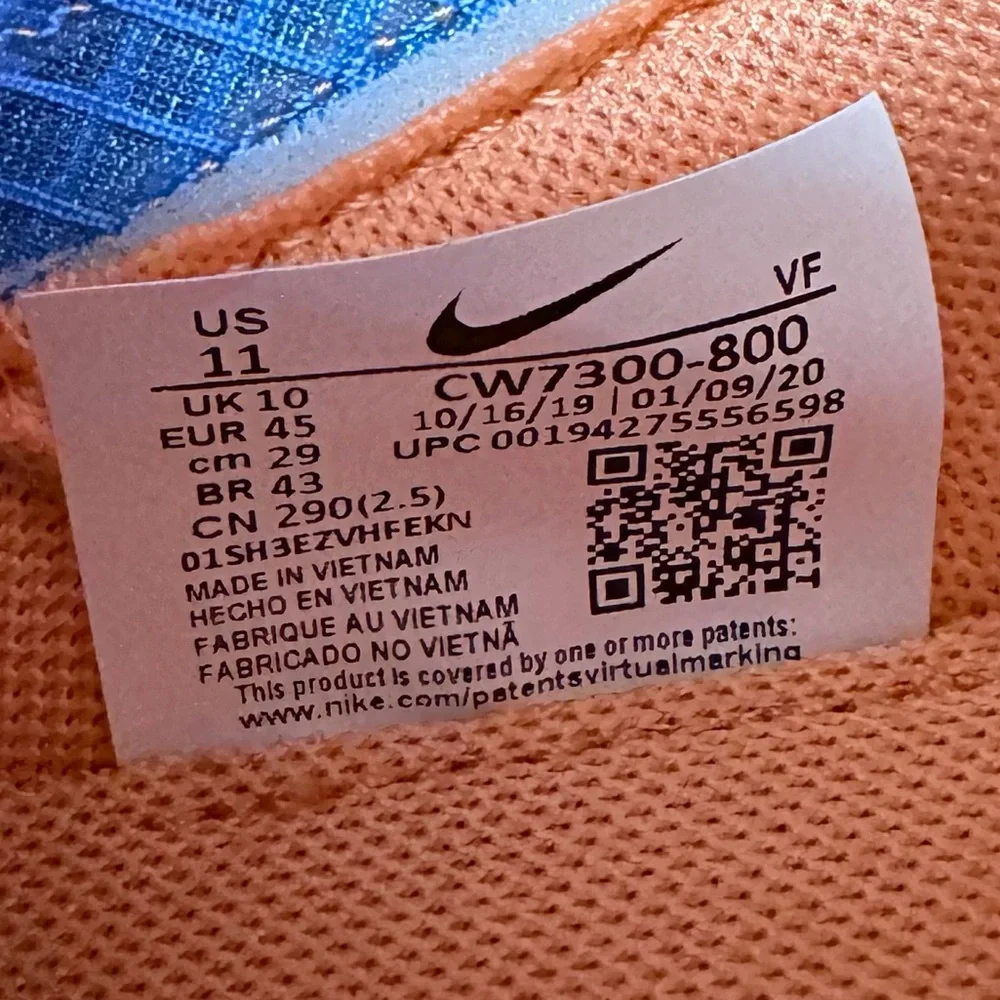 US
11
VF
UK 10
EUR 45
cm 29
BR 43
CN 290(2.5)
CW7300-800
10/16/19 | 01/09/20
UPC 00194275556598
01SH3EZVHFEKN
MADE IN VIETNAM
HECHO EN VIETNAM
FABRIQUE AU VIETNAM
FABRICADO NO VIETNÃ
This product is covered by one or more patents:
www.nike.com/patentsvirtualmarking